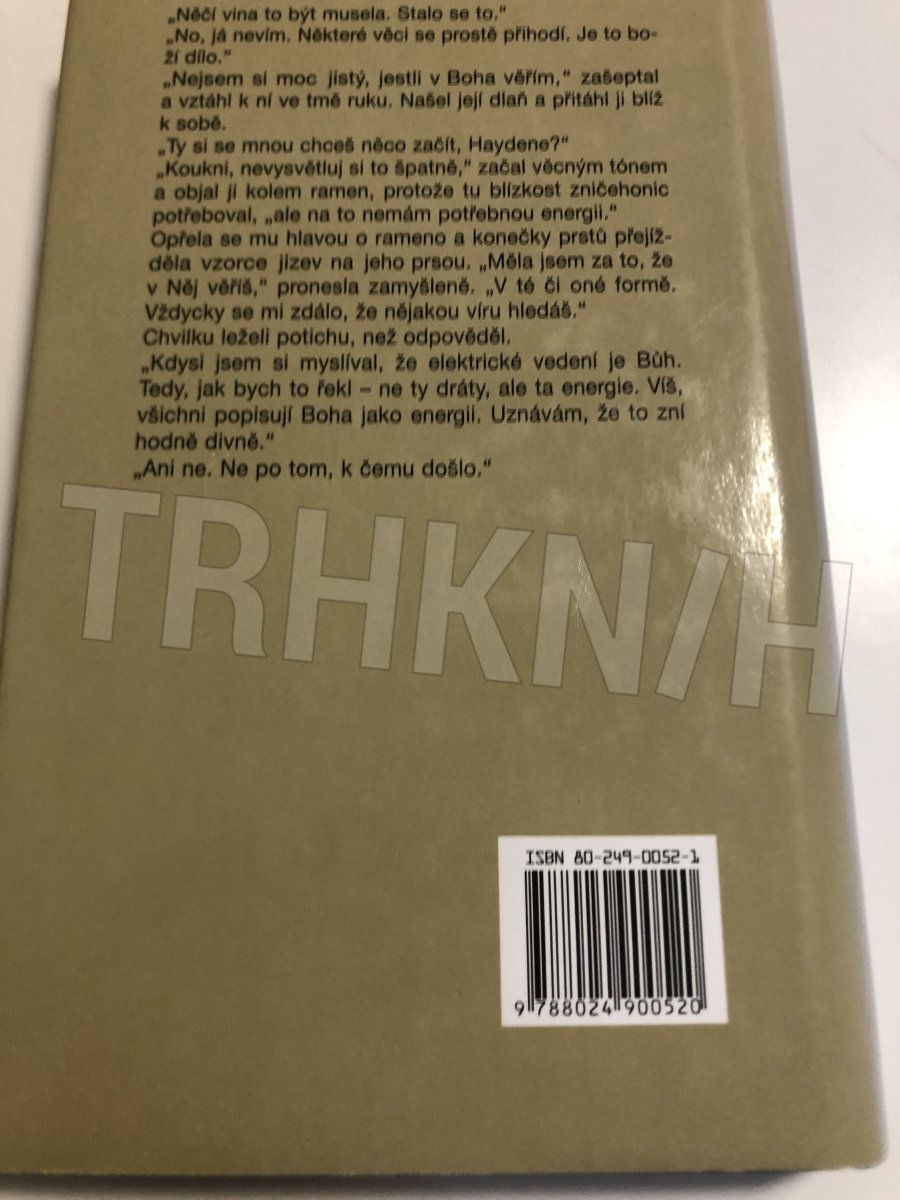 „Něčí vina to být musela. Stalo se to.“
„No, já nevím. Některé věci se prostě přihodí. Je to bo-
ží dílo.“
„Nejsem si moc jistý, jestli v Boha věřím,“ zašeptal
a vztáhl k ní ve tmě ruku. Našel její dlaň a přitáhl ji blíž
k sobě.
„Ty si se mnou chceš něco začít, Haydene?“
„Koukni, nevysvětluj si to špatně,“ začal věcným tónem
a objal ji kolem ramen, protože tu blízkost zničehonic
potřeboval, „ale na to nemám potřebnou energii.“
Opřela se mu hlavou o rameno a konečky prstů přejíž-
děla vzorce jizev na jeho prsou. „Měla jsem za to, že
v Něj věříš,“ pronesla zamyšleně. „V té či oné formě.
Vždycky se mi zdálo, že nějakou víru hledáš.“
Chvilku leželi potichu, než odpověděl.
„Kdysi jsem si myslíval, že elektrické vedení je Bůh.
Tedy, jak bych to řekl – ne ty dráty, ale ta energie. Víš,
všichni popisují Boha jako energii. Uznávám, že to zní
hodně divně.“
„Ani ne. Ne po tom, k čemu došlo.“
TRHKN/H
ISBN 80-249-0052-1
9 788024 900520